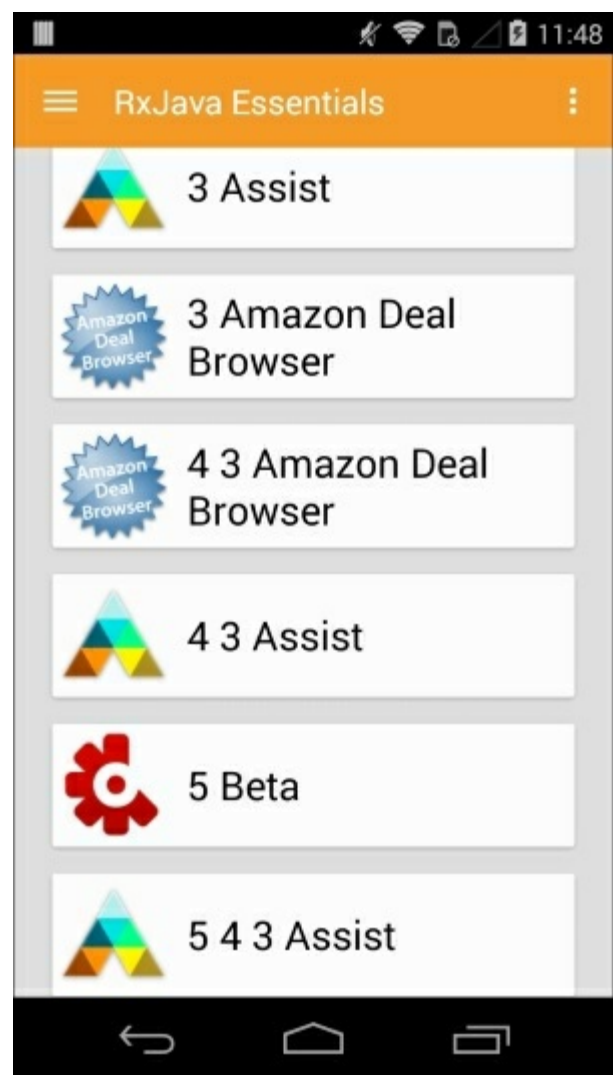 11:48
RxJava Essentials
3 Assist
Amazon
Deal
Browser
3 Amazon Deal
Browser
Amazon
Deal
Browser
4 3 Amazon Deal
Browser
4 3 Assist
5 Beta
5 4 3 Assist